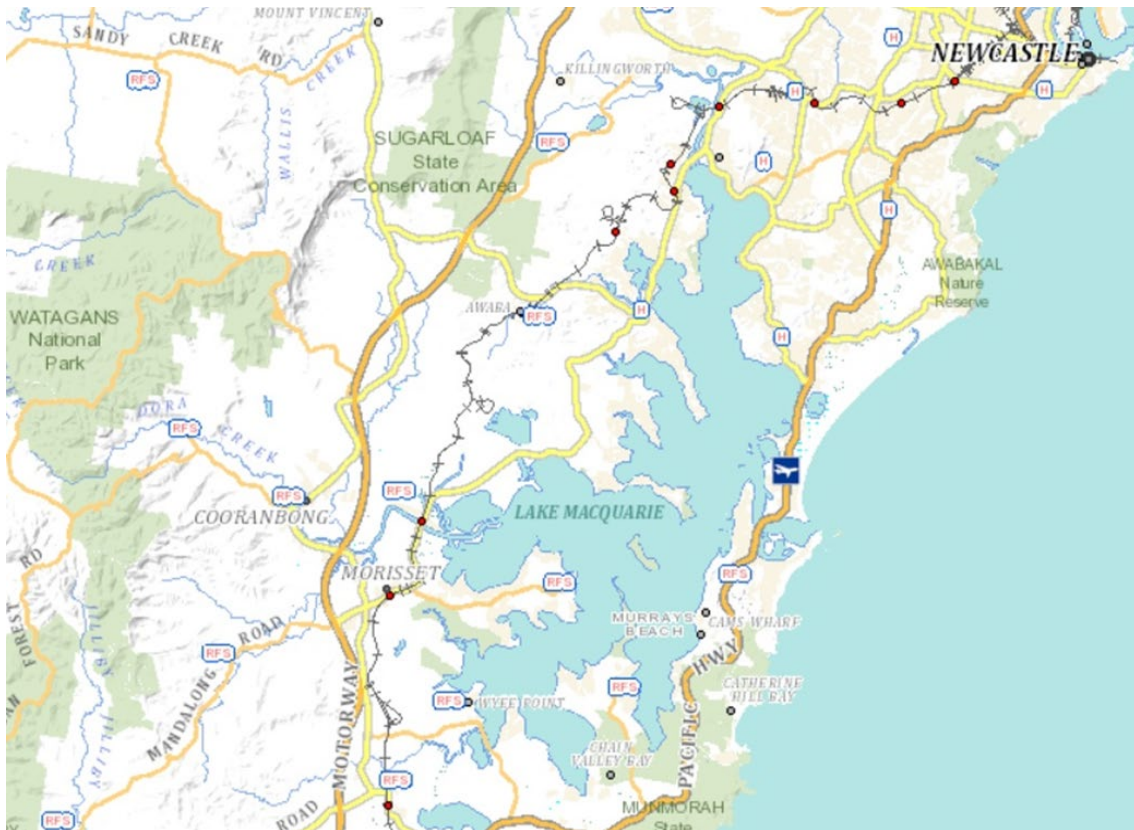 MOUNT VINCENT
SANDY CREEK RD
NEWCASTLE
RFS
KILLINGWORTH
H
H
H
CREEK
WALLIS
SUGARLOAF
State
Conservation Area
RFS
H
H
CREEK
AWABAKAL
Nature
Reserve
WATAGANS
National
Park
AWABA
RFS
H
H
DORA
CREEK
RFS
RFS
COORANBONG
RFS
LAKE MACQUARIE
RD
FOREST
MORISSET
RFS
RFS
MURRAYS
BEACH
CAMS WHARF
JILLIBY
JILLIBY
MANDALONG
ROAD
RFS
HWY
PACIFIC
MOTORWAY
RFS
WYEE POINT
RFS
CATHERINE
HILL BAY
CHAIN
VALLEY BAY
RFS
ROAD
MUNMORAH
State